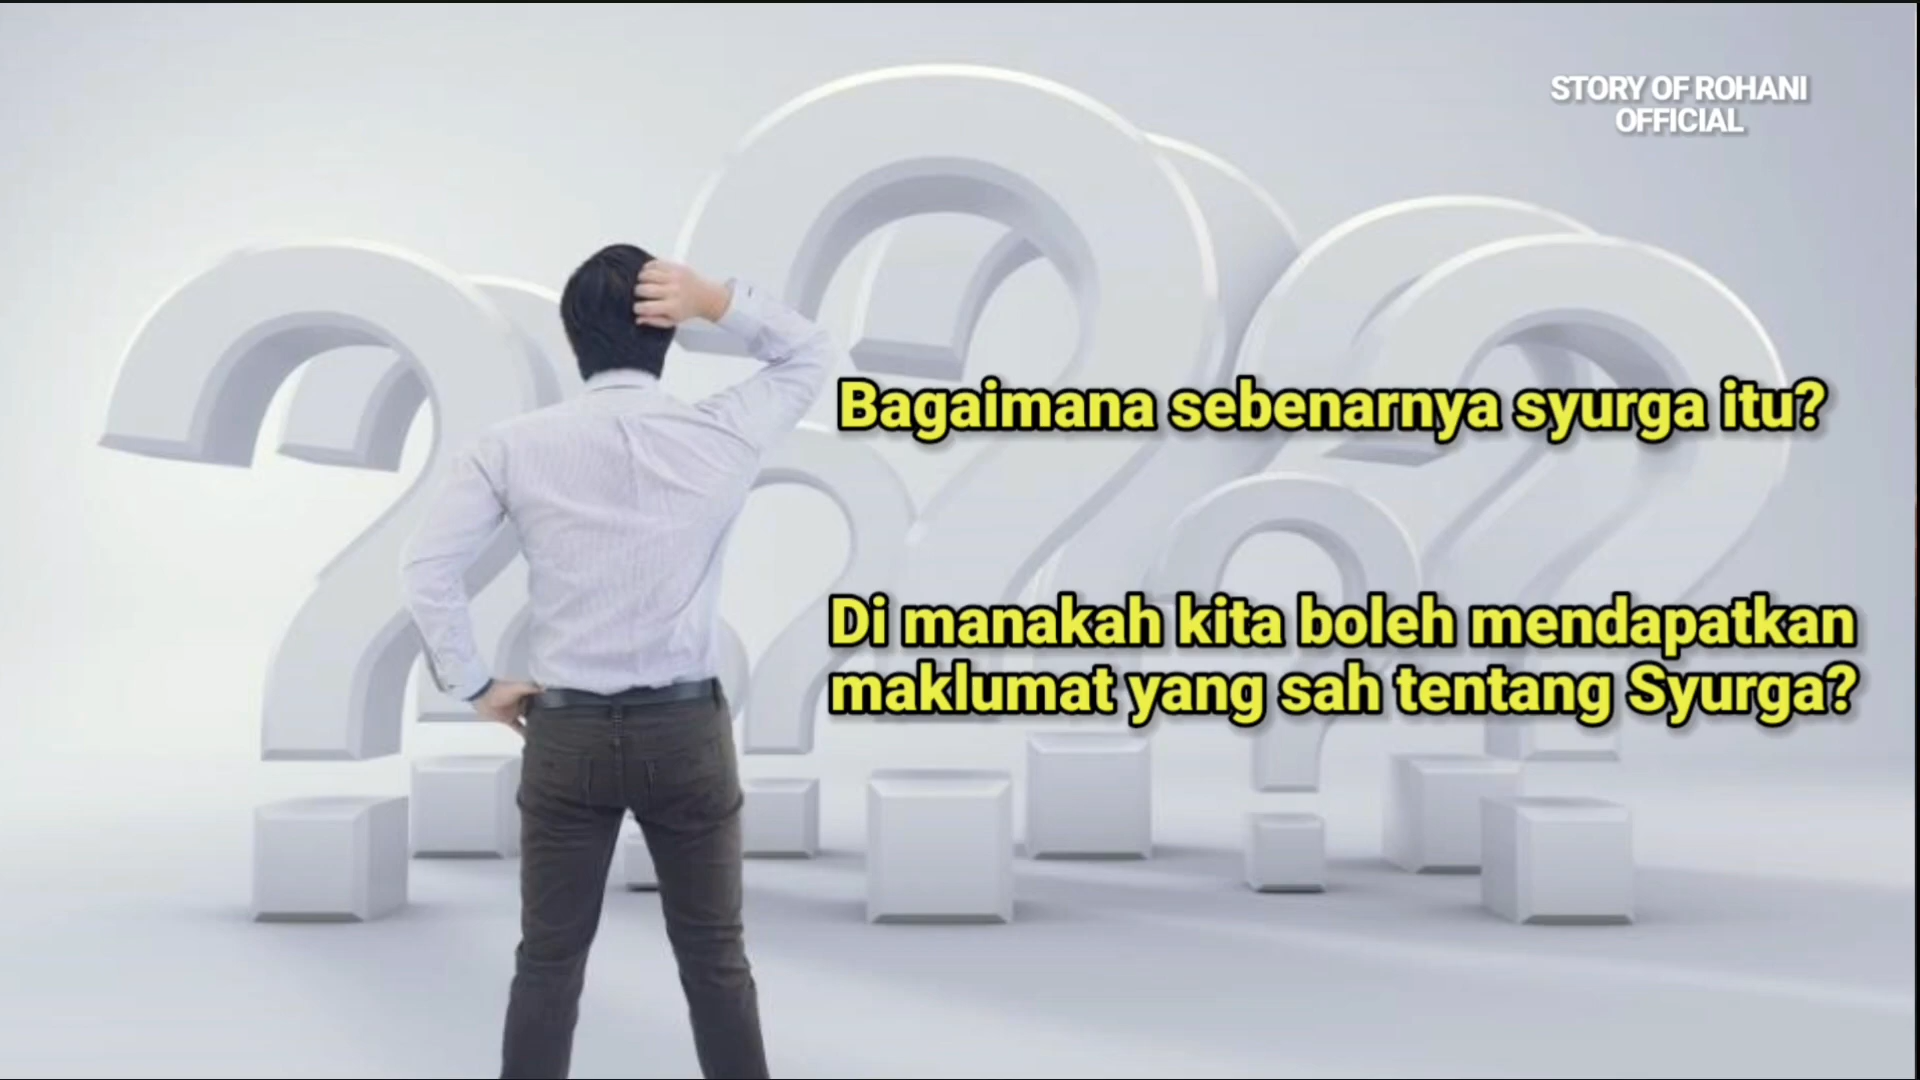 STORY OF ROHANI
OFFICIAL
Bagaimana sebenarnya syurga itu?
Di manakah kita boleh mendapatkan
maklumat yang sah tentang Syurga?